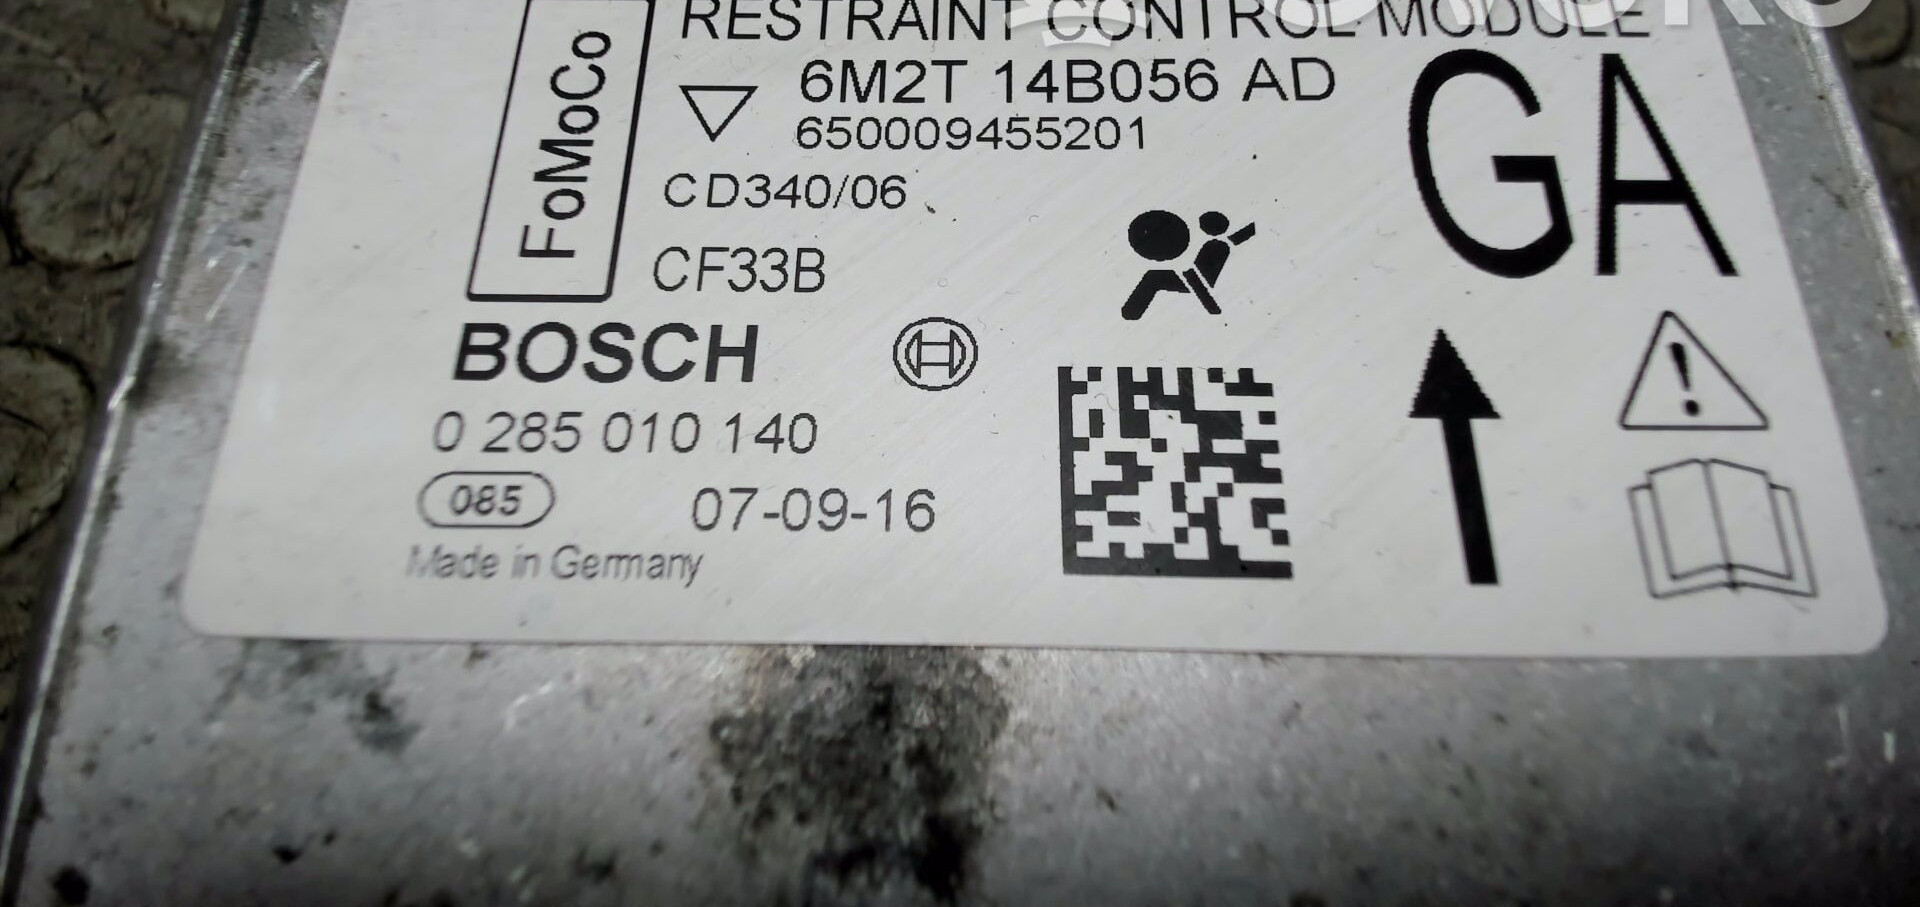 RESTRAINT CONTROL MODULE
FoMoCo
6M2T 14B056 AD
650009455201
GA
CD340/06
CF33B
BOSCH
0 285 010 140
085
07-09-16
Made in Germany